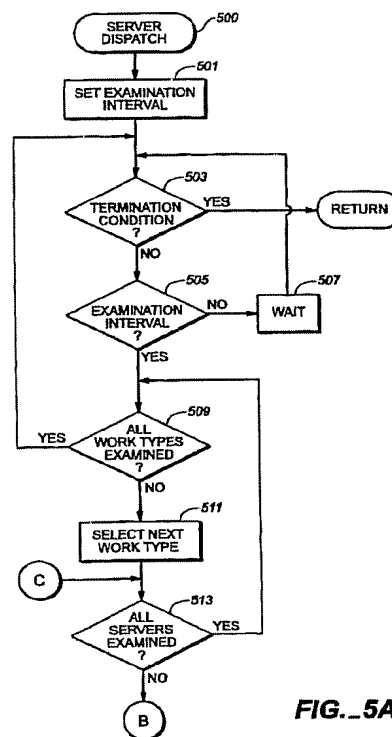 SERVER
DISPATCH
500
501
SET EXAMINATION
INTERVAL
503
TERMINATION
CONDITION
?
YES
RETURN
NO
505
EXAMINATION
INTERVAL
?
NO
507
WAIT
YES
509
YES
ALL
WORK TYPES
EXAMINED
?
NO
511
SELECT NEXT
WORK TYPE
C
513
ALL
SERVERS
EXAMINED
?
YES
NO
B
FIG._5A